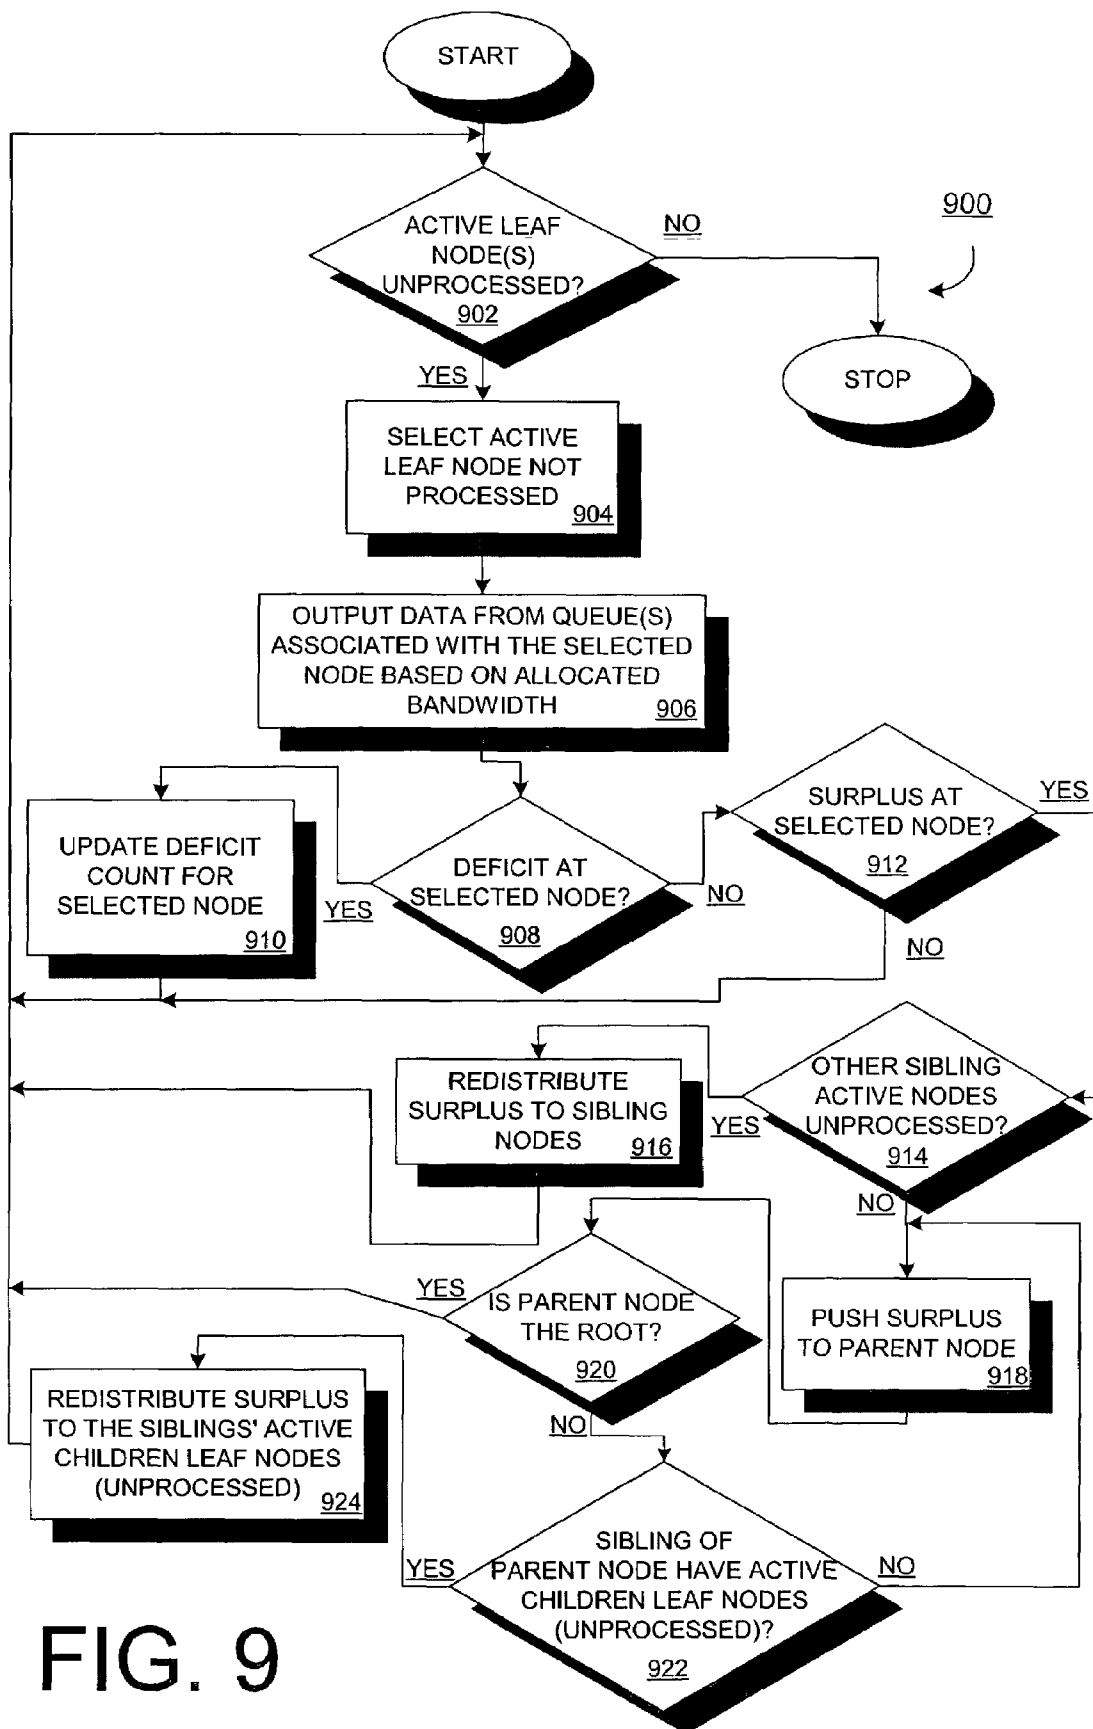 START
ACTIVE LEAF
NODE(S)
UNPROCESSED?
902
NO
900
STOP
YES
SELECT ACTIVE
LEAF NODE NOT
PROCESSED
904
OUTPUT DATA FROM QUEUE(S)
ASSOCIATED WITH THE SELECTED
NODE BASED ON ALLOCATED
BANDWIDTH
906
DEFICIT AT
SELECTED NODE?
908
YES
NO
UPDATE DEFICIT
COUNT FOR
SELECTED NODE
910
SURPLUS AT
SELECTED NODE?
912
YES
NO
OTHER SIBLING
ACTIVE NODES
UNPROCESSED?
914
YES
NO
REDISTRIBUTE
SURPLUS TO SIBLING
NODES
916
PUSH SURPLUS
TO PARENT NODE
918
IS PARENT NODE
THE ROOT?
920
YES
NO
SIBLING OF
PARENT NODE HAVE ACTIVE
CHILDREN LEAF NODES
(UNPROCESSED)?
922
YES
NO
REDISTRIBUTE SURPLUS
TO THE SIBLINGS' ACTIVE
CHILDREN LEAF NODES
(UNPROCESSED)
924
FIG. 9